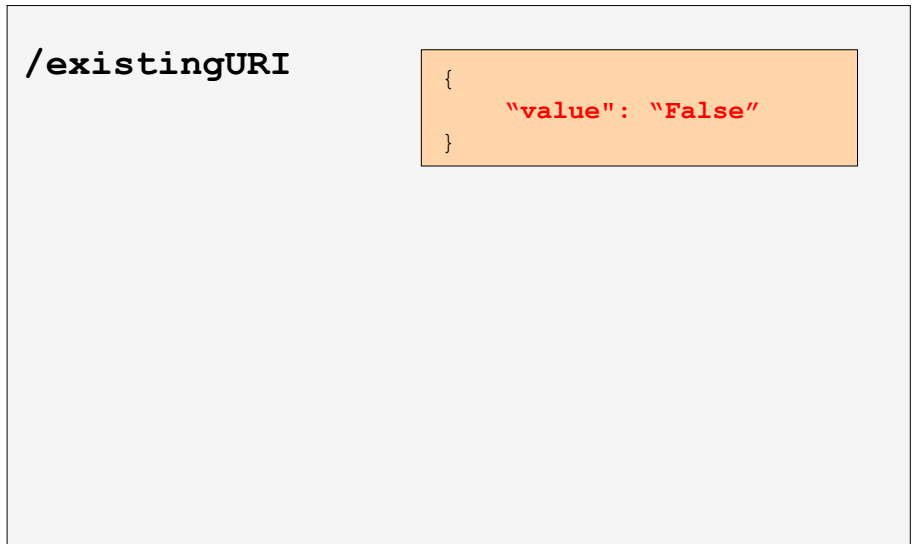 /existingURI
{
“value": “False”
}